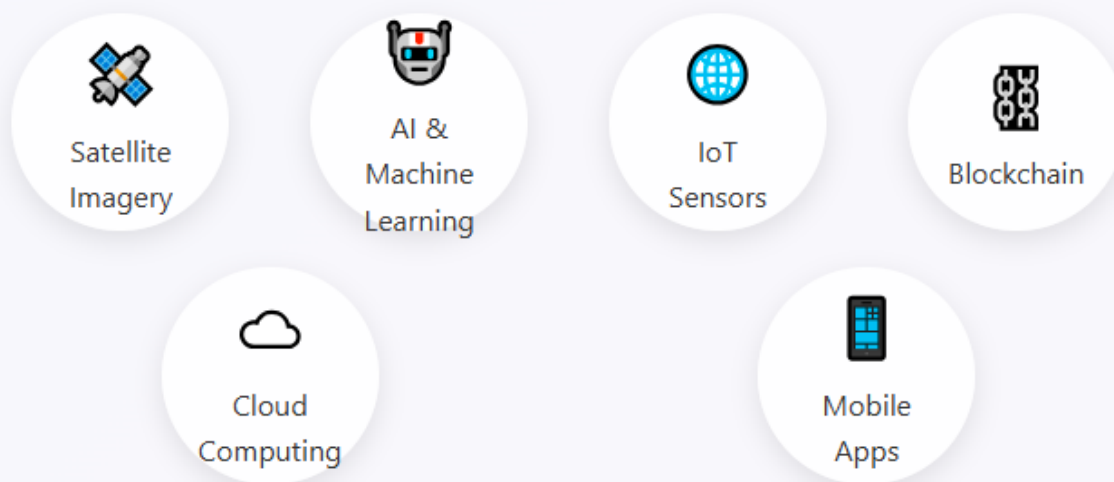 Satellite
Imagery
AI &
Machine
Learning
IoT
Sensors
Blockchain
Cloud
Computing
Mobile
Apps